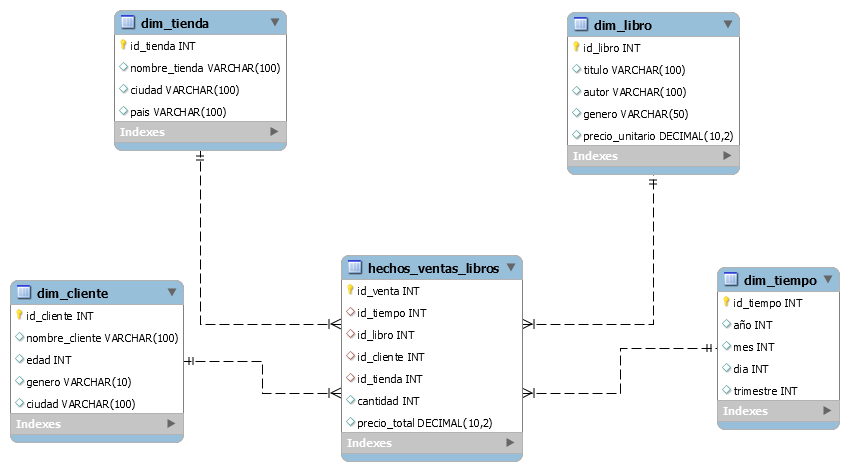 dim_tienda
id_tienda INT
nombre_tienda VARCHAR(100)
ciudad VARCHAR(100)
pais VARCHAR(100)
Indexes
dim_libro
id_libro INT
titulo VARCHAR(100)
autor VARCHAR(100)
genero VARCHAR(50)
precio_unitario DECIMAL(10,2)
Indexes
dim_cliente
id_cliente INT
nombre_cliente VARCHAR(100)
edad INT
genero VARCHAR(10)
ciudad VARCHAR(100)
Indexes
hechos_ventas_libros
id_venta INT
id_tiempo INT
id_libro INT
id_cliente INT
id_tienda INT
cantidad INT
precio_total DECIMAL(10,2)
Indexes
dim_tiempo
id_tiempo INT
año INT
mes INT
dia INT
trimestre INT
Indexes